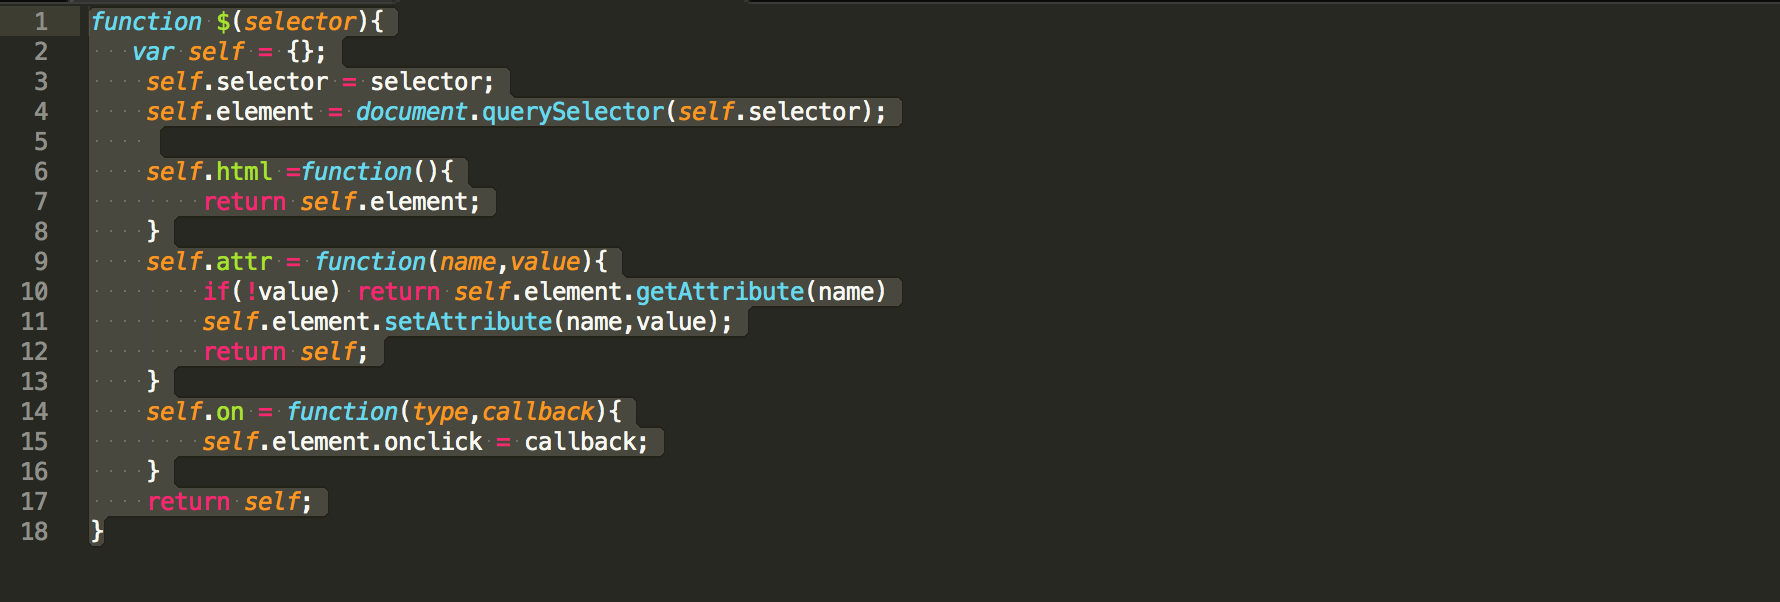 1 function $(selector){
2    var self = {};
3     self.selector = selector;
4     self.element = document.querySelector(self.selector);
5
6     self.html =function(){
7         return self.element;
8     }
9     self.attr = function(name,value){
10         if(!value) return self.element.getAttribute(name)
11         self.element.setAttribute(name,value);
12         return self;
13     }
14     self.on = function(type,callback){
15         self.element.onclick = callback;
16     }
17     return self;
18 }